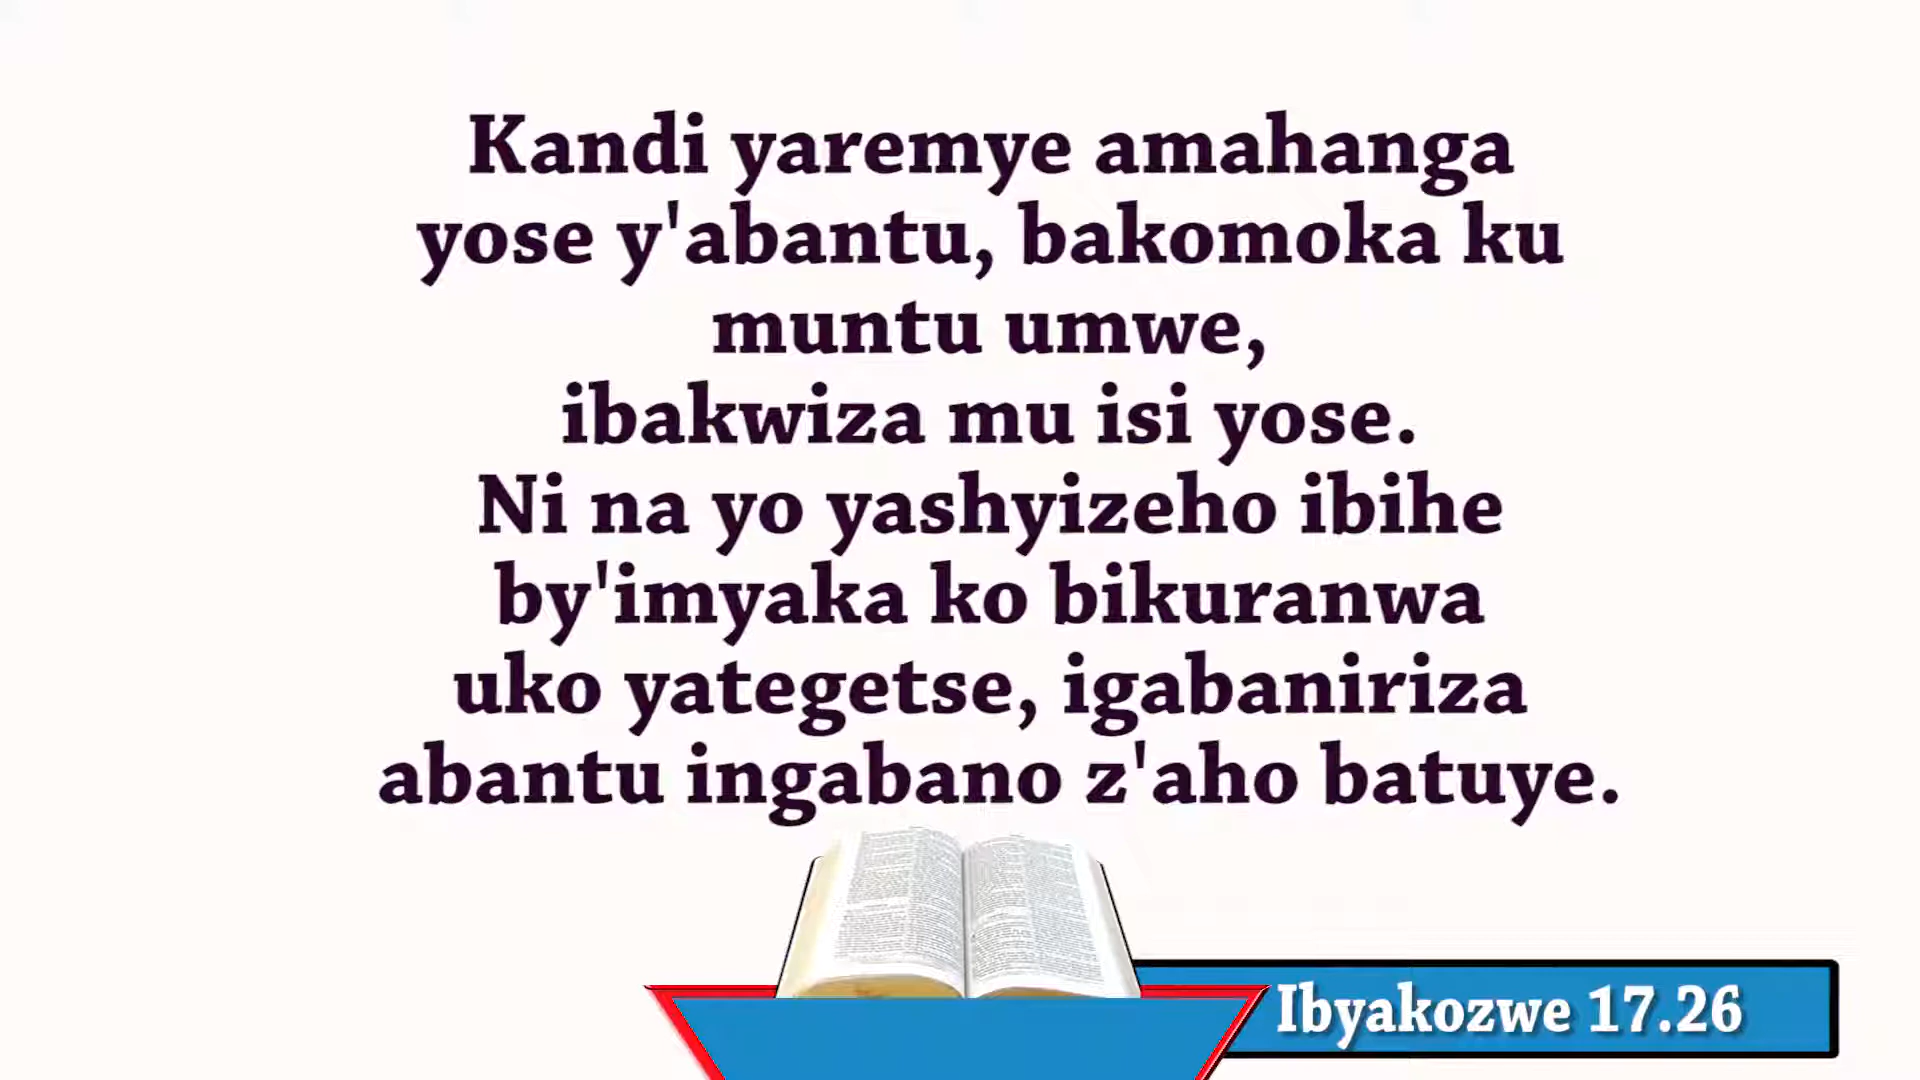 Kandi yaremye amahanga
yose y'abantu, bakomoka ku
muntu umwe,
ibakwiza mu isi yose.
Ni na yo yashyizeho ibihe
by'imyaka ko bikuranwa
uko yategetse, igabaniriza
abantu ingabano z'aho batuye.
Ibyakozwe 17.26